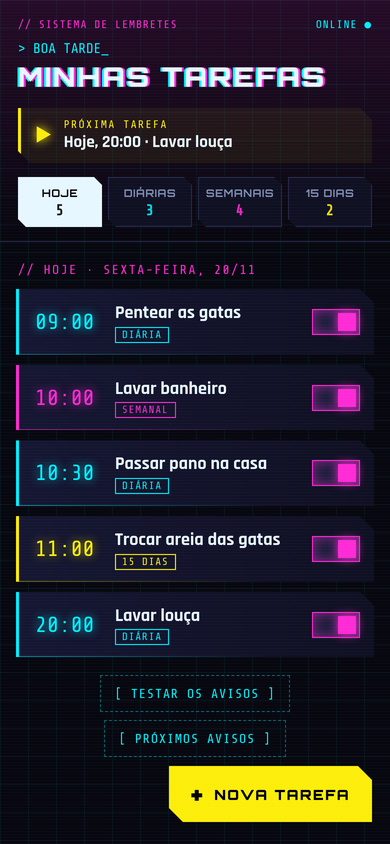 // SISTEMA DE LEMBRETES
ONLINE
> BOA TARDE_
MINHAS TAREFAS
PRÓXIMA TAREFA
Hoje, 20:00 · Lavar louça
HOJE
5
DIÁRIAS
3
SEMANAIS
4
15 DIAS
2
// HOJE · SEXTA-FEIRA, 20/11
09:00
Pentear as gatas
DIÁRIA
10:00
Lavar banheiro
SEMANAL
10:30
Passar pano na casa
DIÁRIA
11:00
Trocar areia das gatas
15 DIAS
20:00
Lavar louça
DIÁRIA
[ TESTAR OS AVISOS ]
[ PRÓXIMOS AVISOS ]
+ NOVA TAREFA